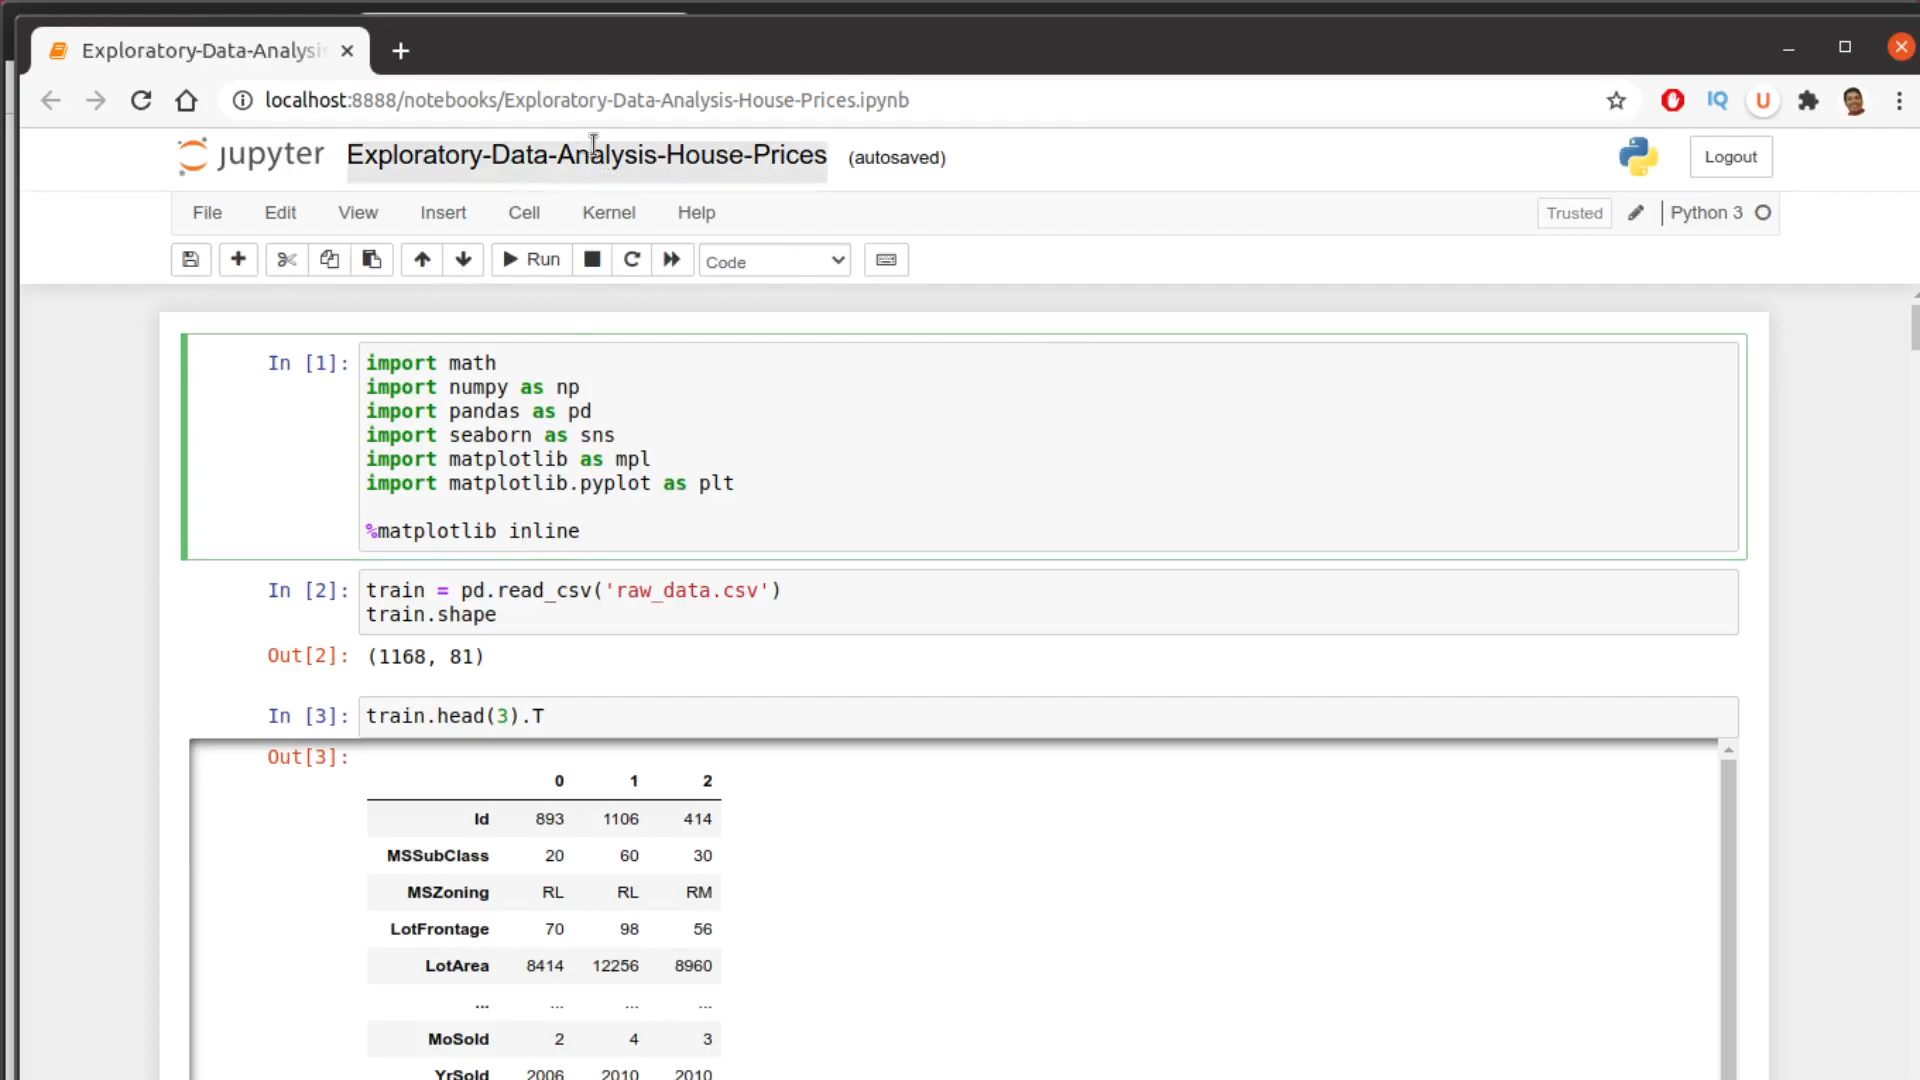 Exploratory-Data-Analysis
localhost:8888/notebooks/Exploratory-Data-Analysis-House-Prices.ipynb
IQ
U
jupyter Exploratory-Data-Analysis-House-Prices (autosaved)
Logout
File Edit View Insert Cell Kernel Help
Trusted
Python 3
Run
Code
In [1]: import math
import numpy as np
import pandas as pd
import seaborn as sns
import matplotlib as mpl
import matplotlib.pyplot as plt
%matplotlib inline
In [2]: train = pd.read_csv('raw_data.csv')
train.shape
Out[2]: (1168, 81)
In [3]: train.head(3).T
Out[3]:
0 1 2
Id 893 1106 414
MSSubClass 20 60 30
MSZoning RL RL RM
LotFrontage 70 98 56
LotArea 8414 12256 8960
... ... ... ...
MoSold 2 4 3
YrSold 2006 2010 2010